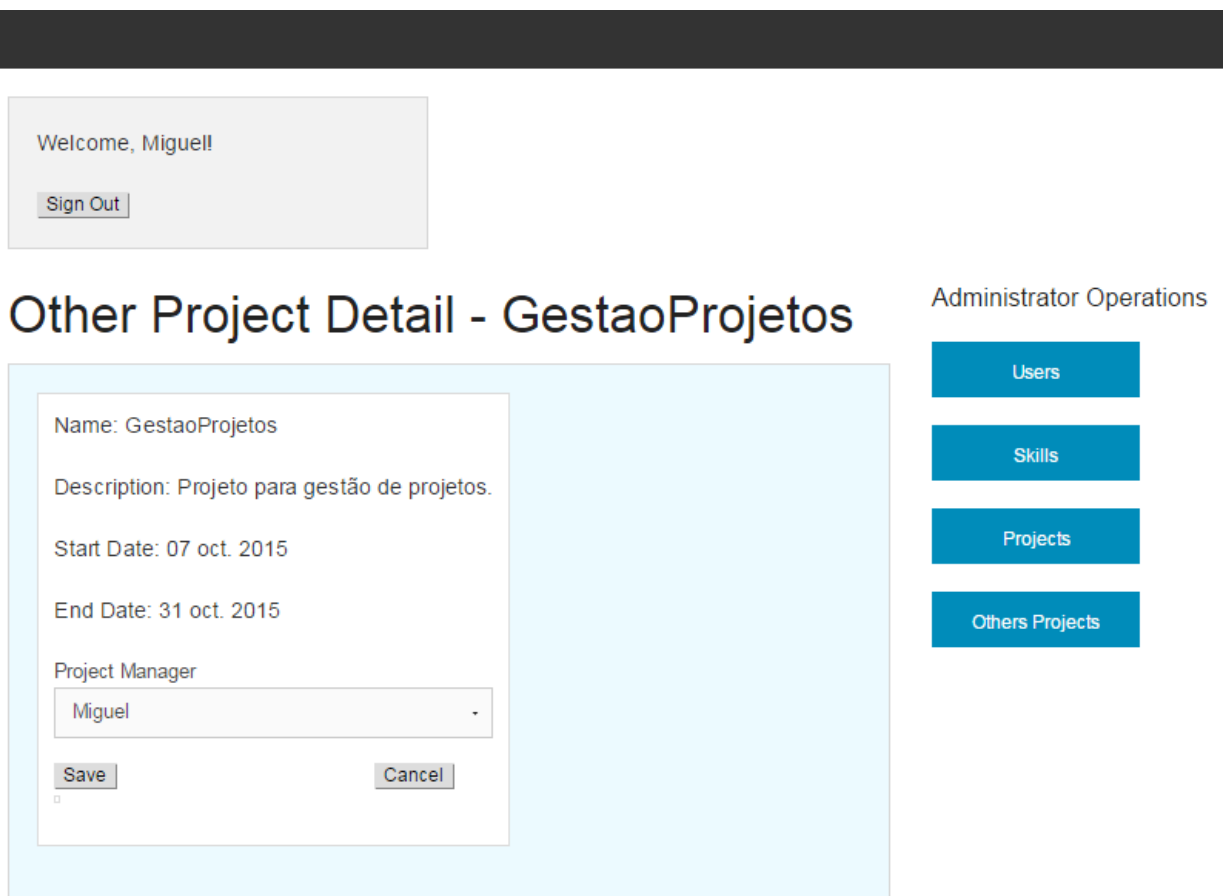 Welcome, Miguel!
Sign Out
Other Project Detail - GestaoProjetos
Name: GestaoProjetos
Description: Projeto para gestão de projetos.
Start Date: 07 oct. 2015
End Date: 31 oct. 2015
Project Manager
Miguel
Save
Cancel
Administrator Operations
Users
Skills
Projects
Others Projects